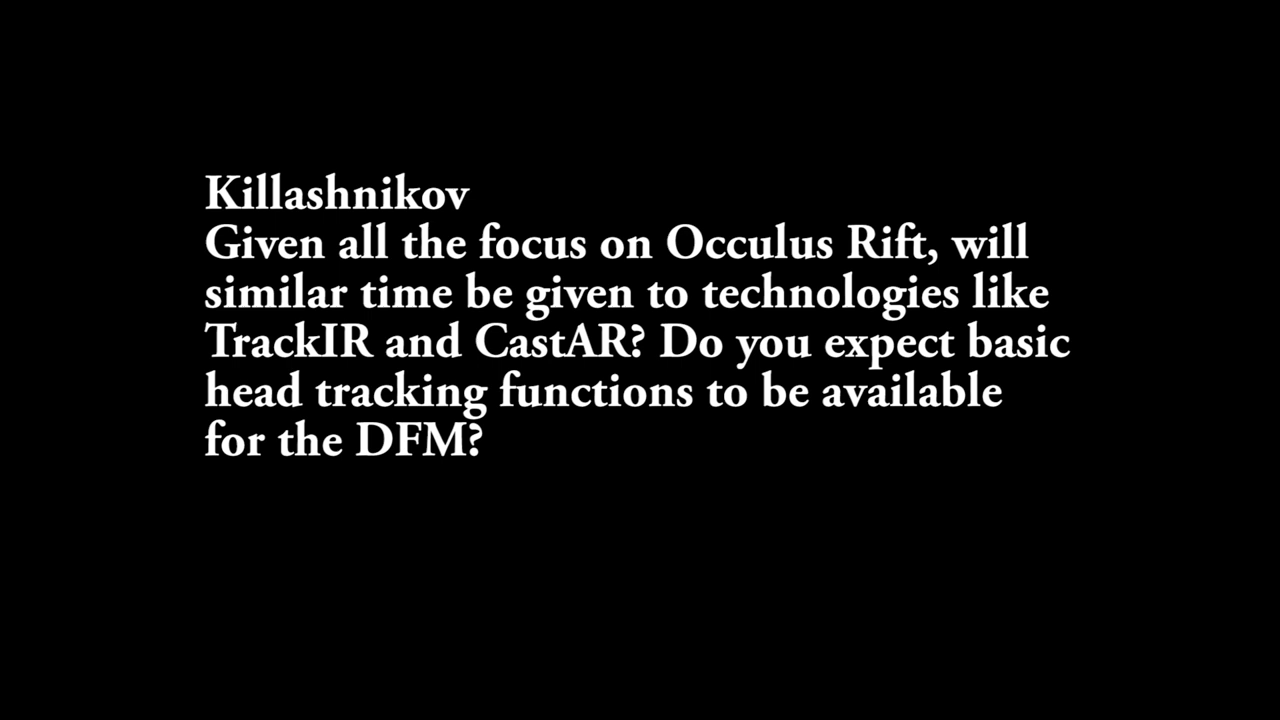 Killashnikov
Given all the focus on Occulus Rift, will
similar time be given to technologies like
TrackIR and CastAR? Do you expect basic
head tracking functions to be available
for the DFM?